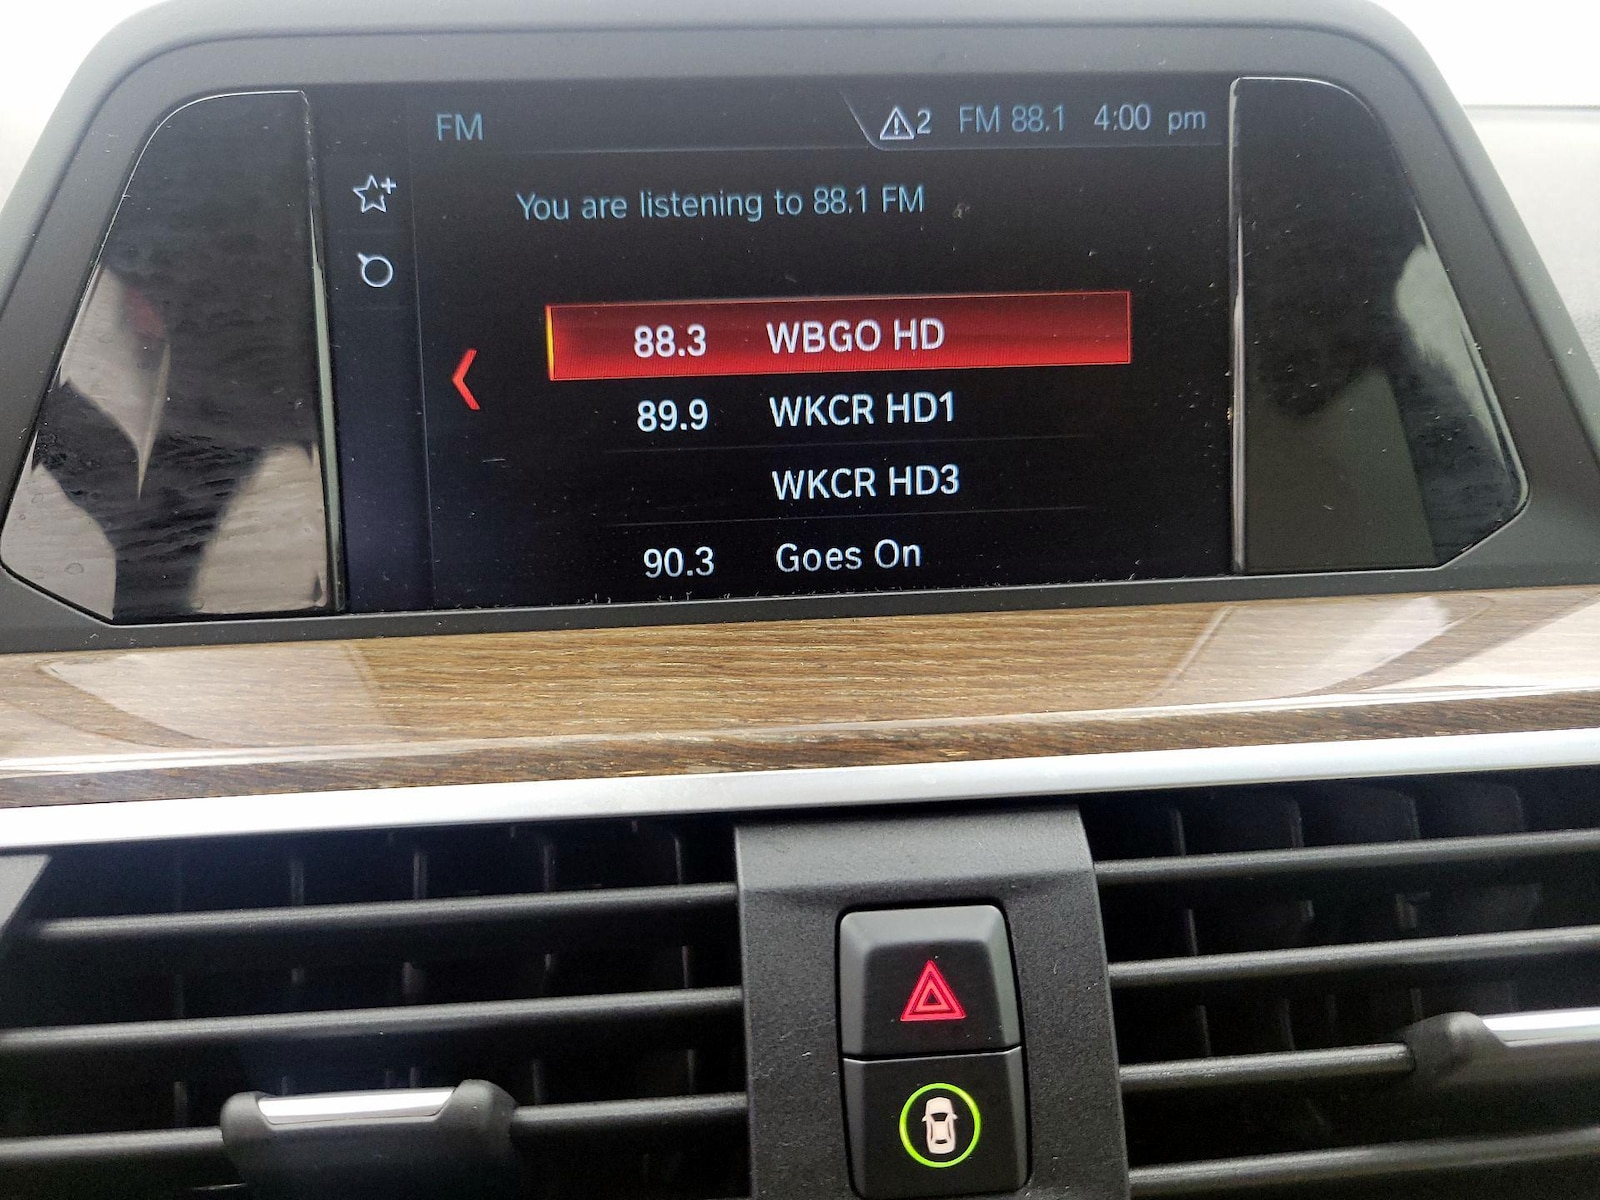 FM
2 FM 88.1 4:00 pm
You are listening to 88.1 FM
88.3 WBGO HD
89.9 WKCR HD1
WKCR HD3
90.3 Goes On